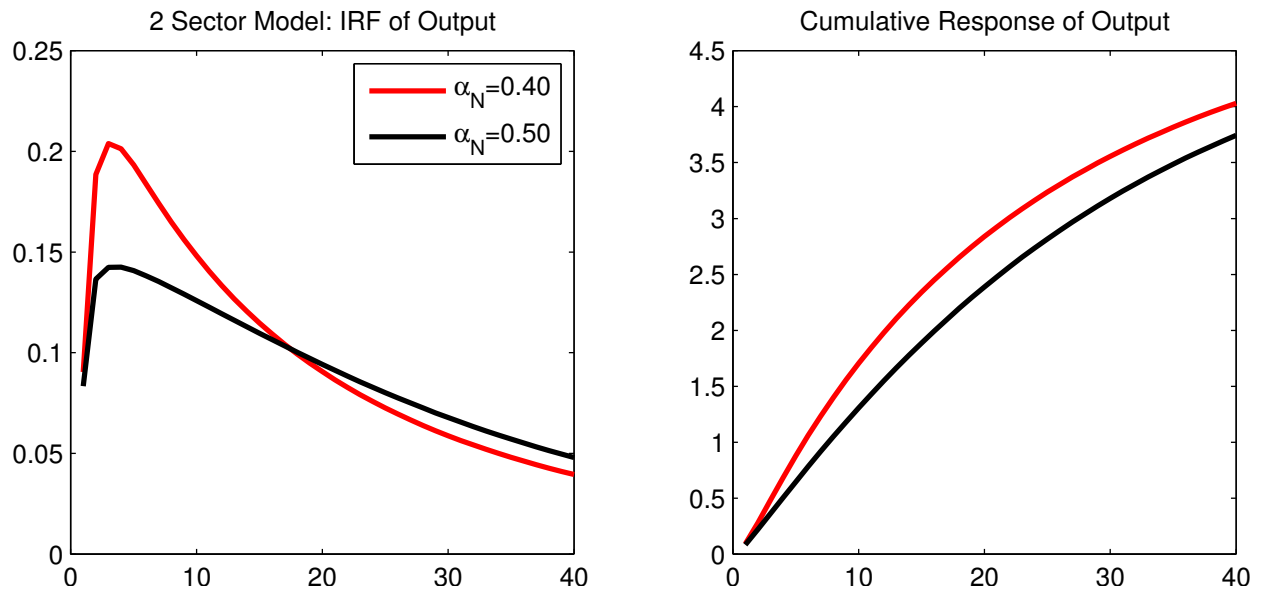 2 Sector Model: IRF of Output
0.25
0.2
0.15
0.1
0.05
0
0 10 20 30 40
α_N=0.40
α_N=0.50
Cumulative Response of Output
4.5
4
3.5
3
2.5
2
1.5
1
0.5
0
0 10 20 30 40